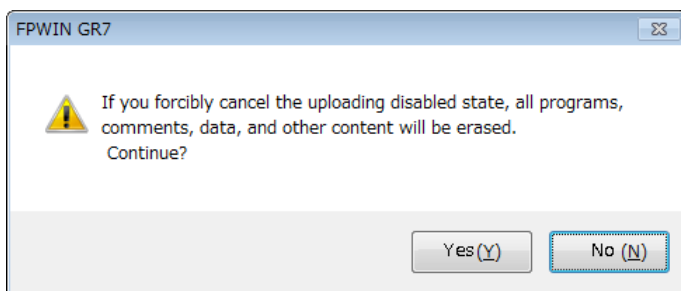 FPWIN GR7
If you forcibly cancel the uploading disabled state, all programs,
comments, data, and other content will be erased.
Continue?
Yes(Y) No (N)